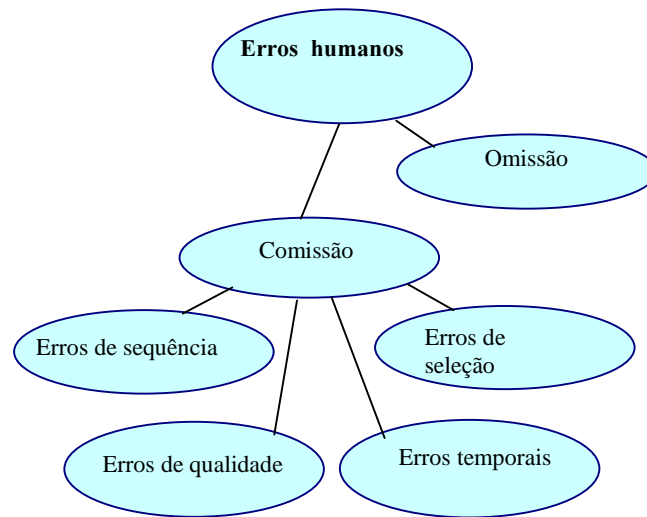 Erros humanos
Omissão
Comissão
Erros de sequência
Erros de
seleção
Erros de qualidade
Erros temporais